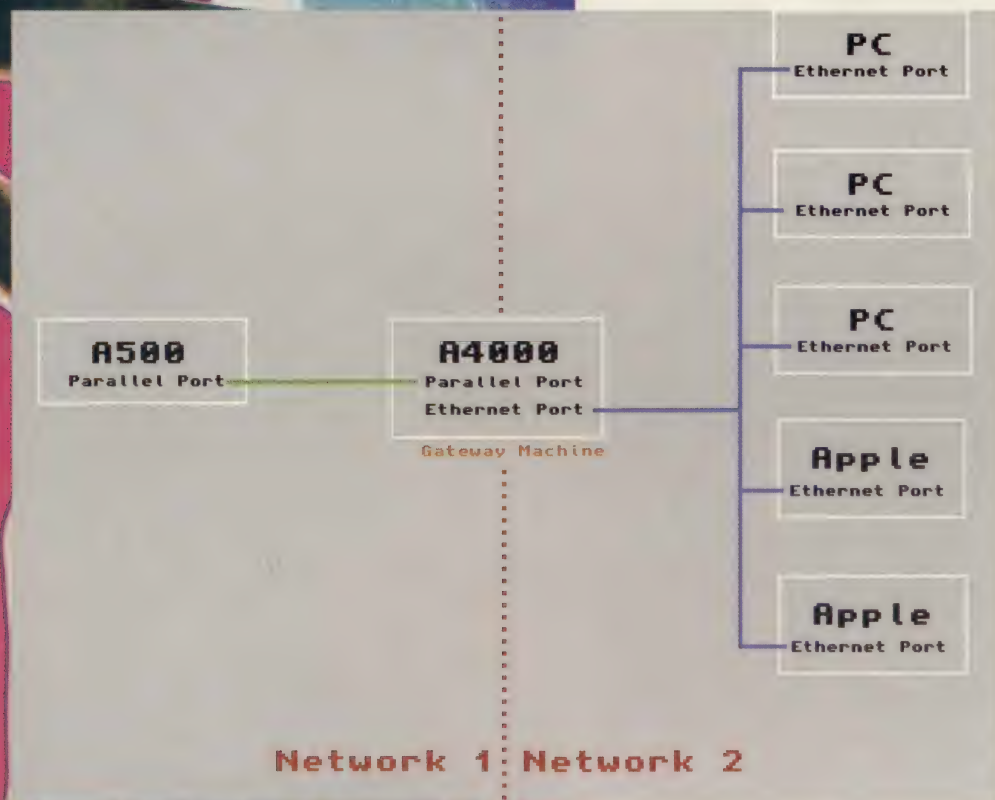 PC
Ethernet Port
PC
Ethernet Port
PC
Ethernet Port
A500
Parallel Port
A4000
Parallel Port
Ethernet Port
Gateway Machine
Apple
Ethernet Port
Apple
Ethernet Port
Network 1
Network 2